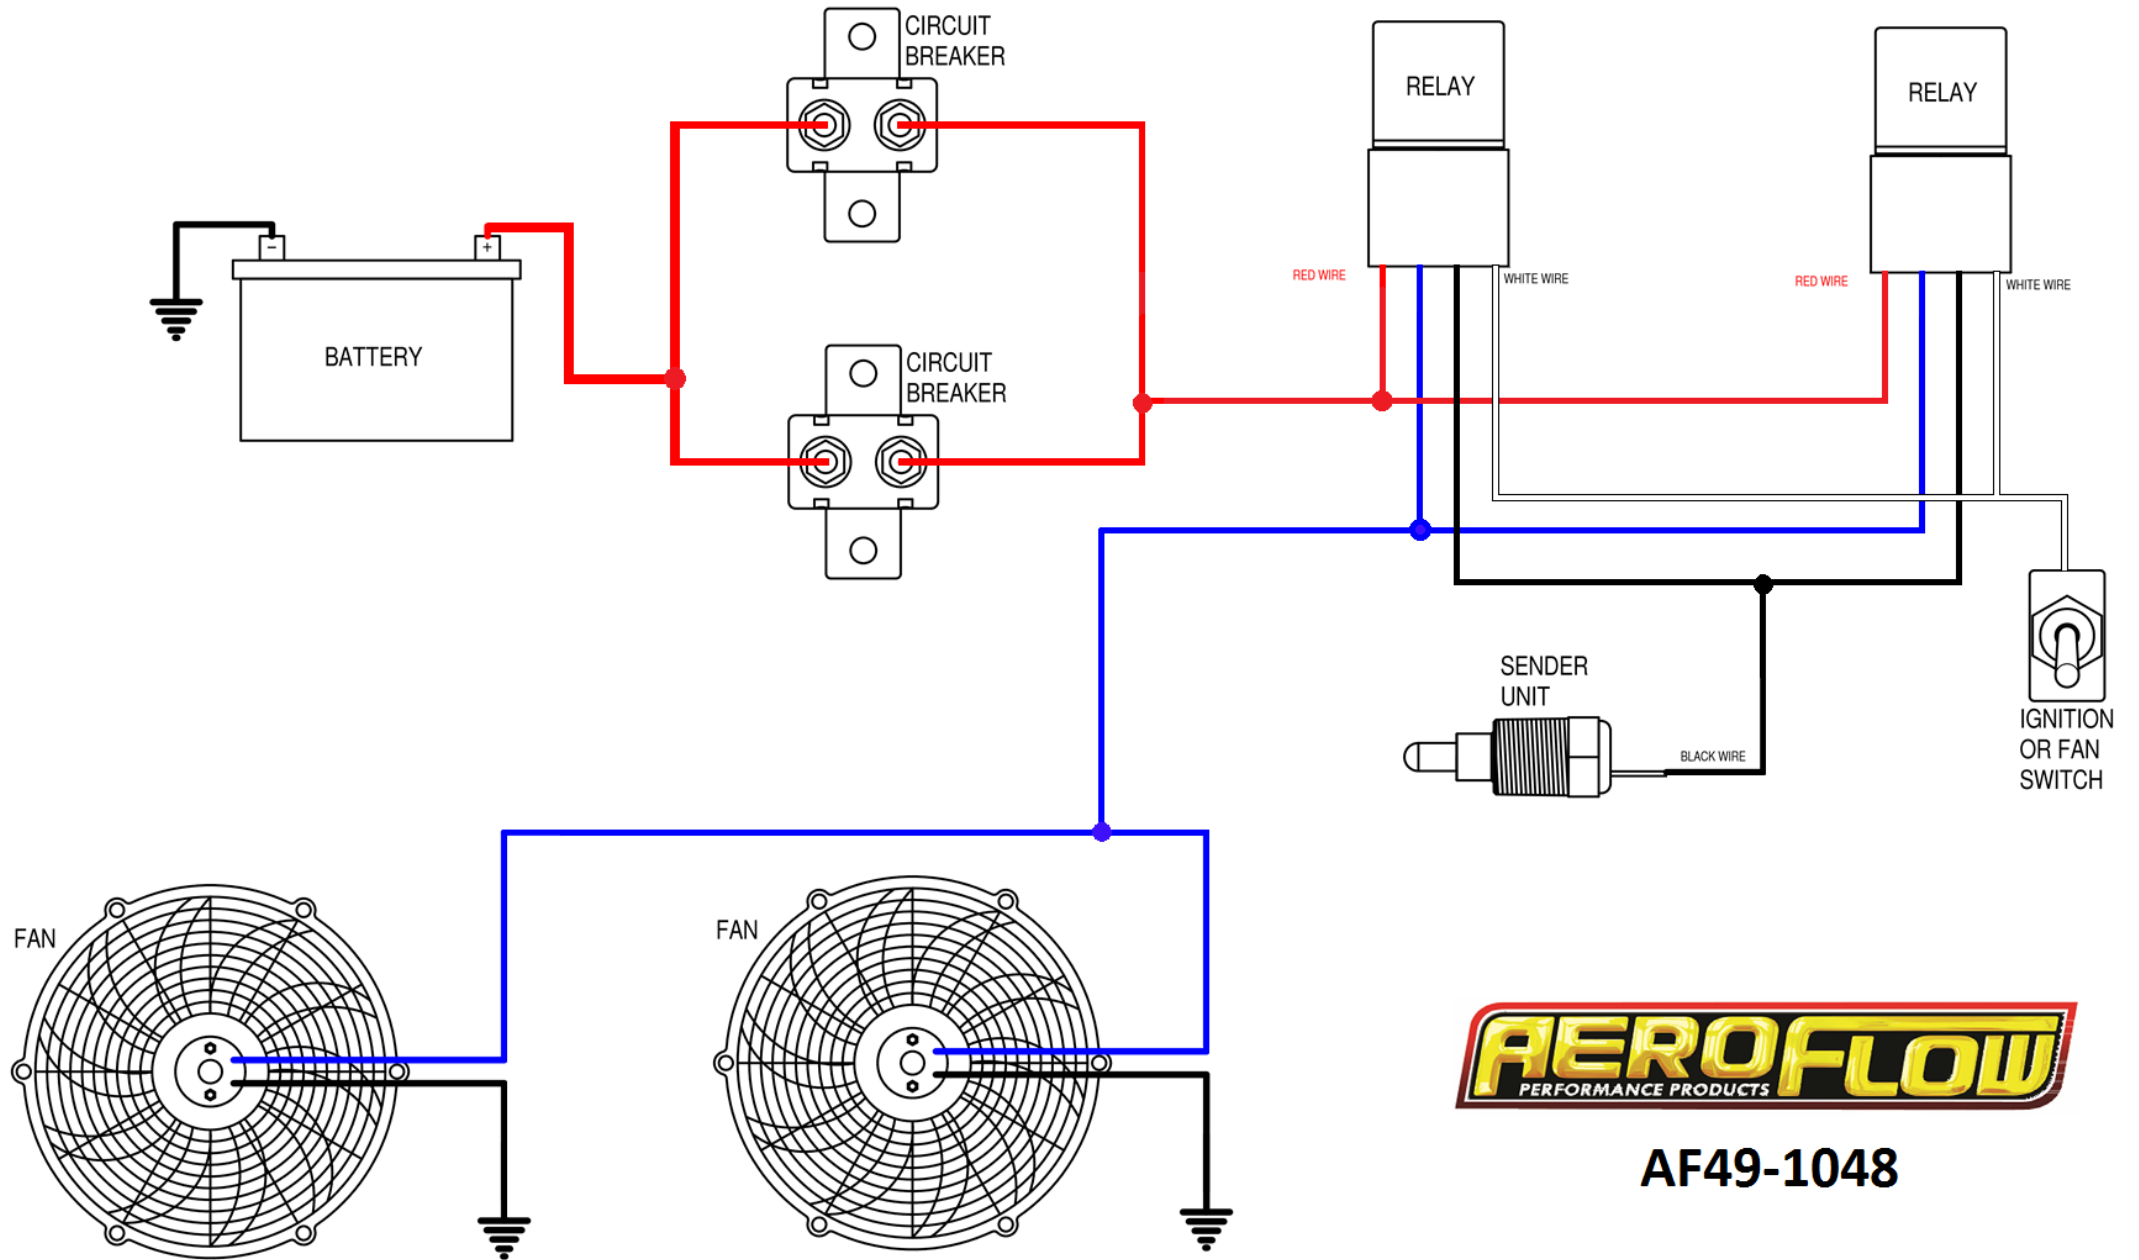 CIRCUIT
BREAKER
RELAY
RELAY
−
+
BATTERY
RED WIRE
WHITE WIRE
RED WIRE
WHITE WIRE
CIRCUIT
BREAKER
SENDER
UNIT
BLACK WIRE
IGNITION
OR FAN
SWITCH
FAN
FAN
AEROFLOW
PERFORMANCE PRODUCTS
AF49-1048